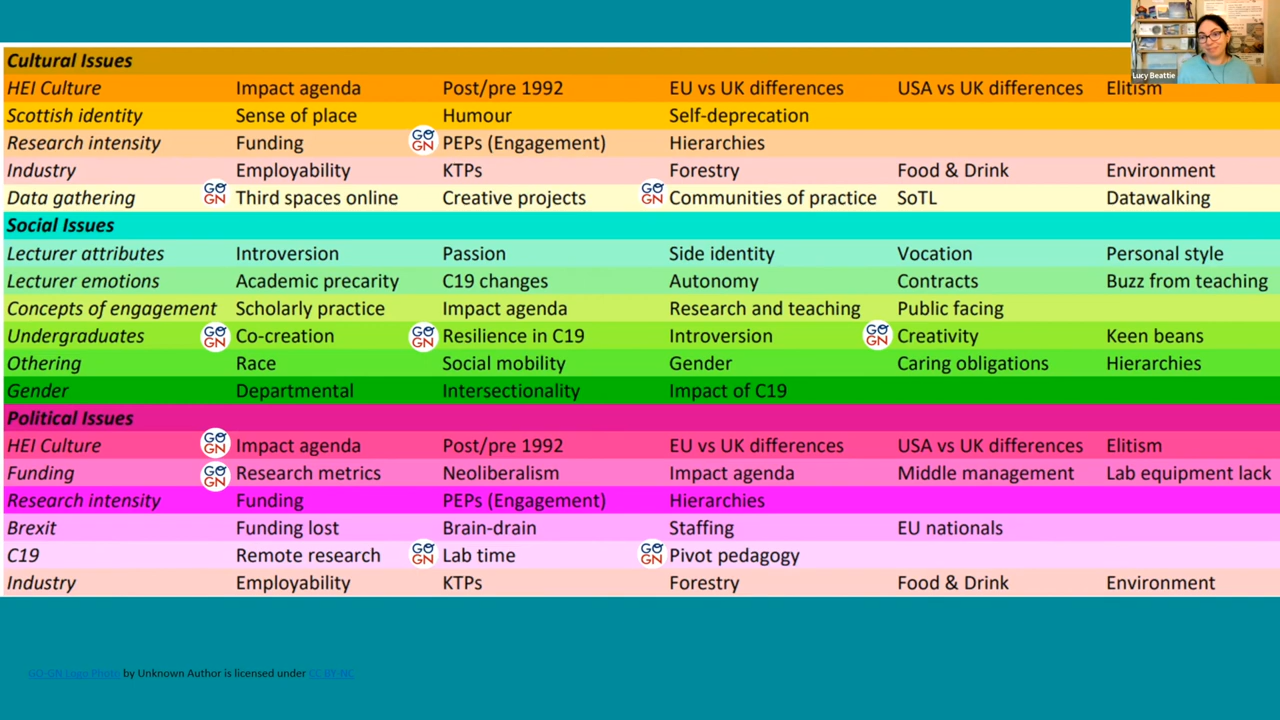 Lucy Beattie
Cultural Issues
HEI Culture Impact agenda Post/pre 1992 EU vs UK differences USA vs UK differences Elitism
Scottish identity Sense of place Humour Self-deprecation
Research intensity Funding GO GN PEPs (Engagement) Hierarchies
Industry Employability KTPs Forestry Food & Drink Environment
Data gathering GO GN Third spaces online Creative projects GO GN Communities of practice SoTL Datawalking
Social Issues
Lecturer attributes Introversion Passion Side identity Vocation Personal style
Lecturer emotions Academic precarity C19 changes Autonomy Contracts Buzz from teaching
Concepts of engagement Scholarly practice Impact agenda Research and teaching Public facing
Undergraduates GO GN Co-creation GO GN Resilience in C19 Introversion GO GN Creativity Keen beans
Othering Race Social mobility Gender Caring obligations Hierarchies
Gender Departmental Intersectionality Impact of C19
Political Issues
HEI Culture GO GN Impact agenda Post/pre 1992 EU vs UK differences USA vs UK differences Elitism
Funding GO GN Research metrics Neoliberalism Impact agenda Middle management Lab equipment lack
Research intensity Funding PEPs (Engagement) Hierarchies
Brexit Funding lost Brain-drain Staffing EU nationals
C19 Remote research GO GN Lab time GO GN Pivot pedagogy
Industry Employability KTPs Forestry Food & Drink Environment
GO-GN Logo Photo by Unknown Author is licensed under CC BY-NL